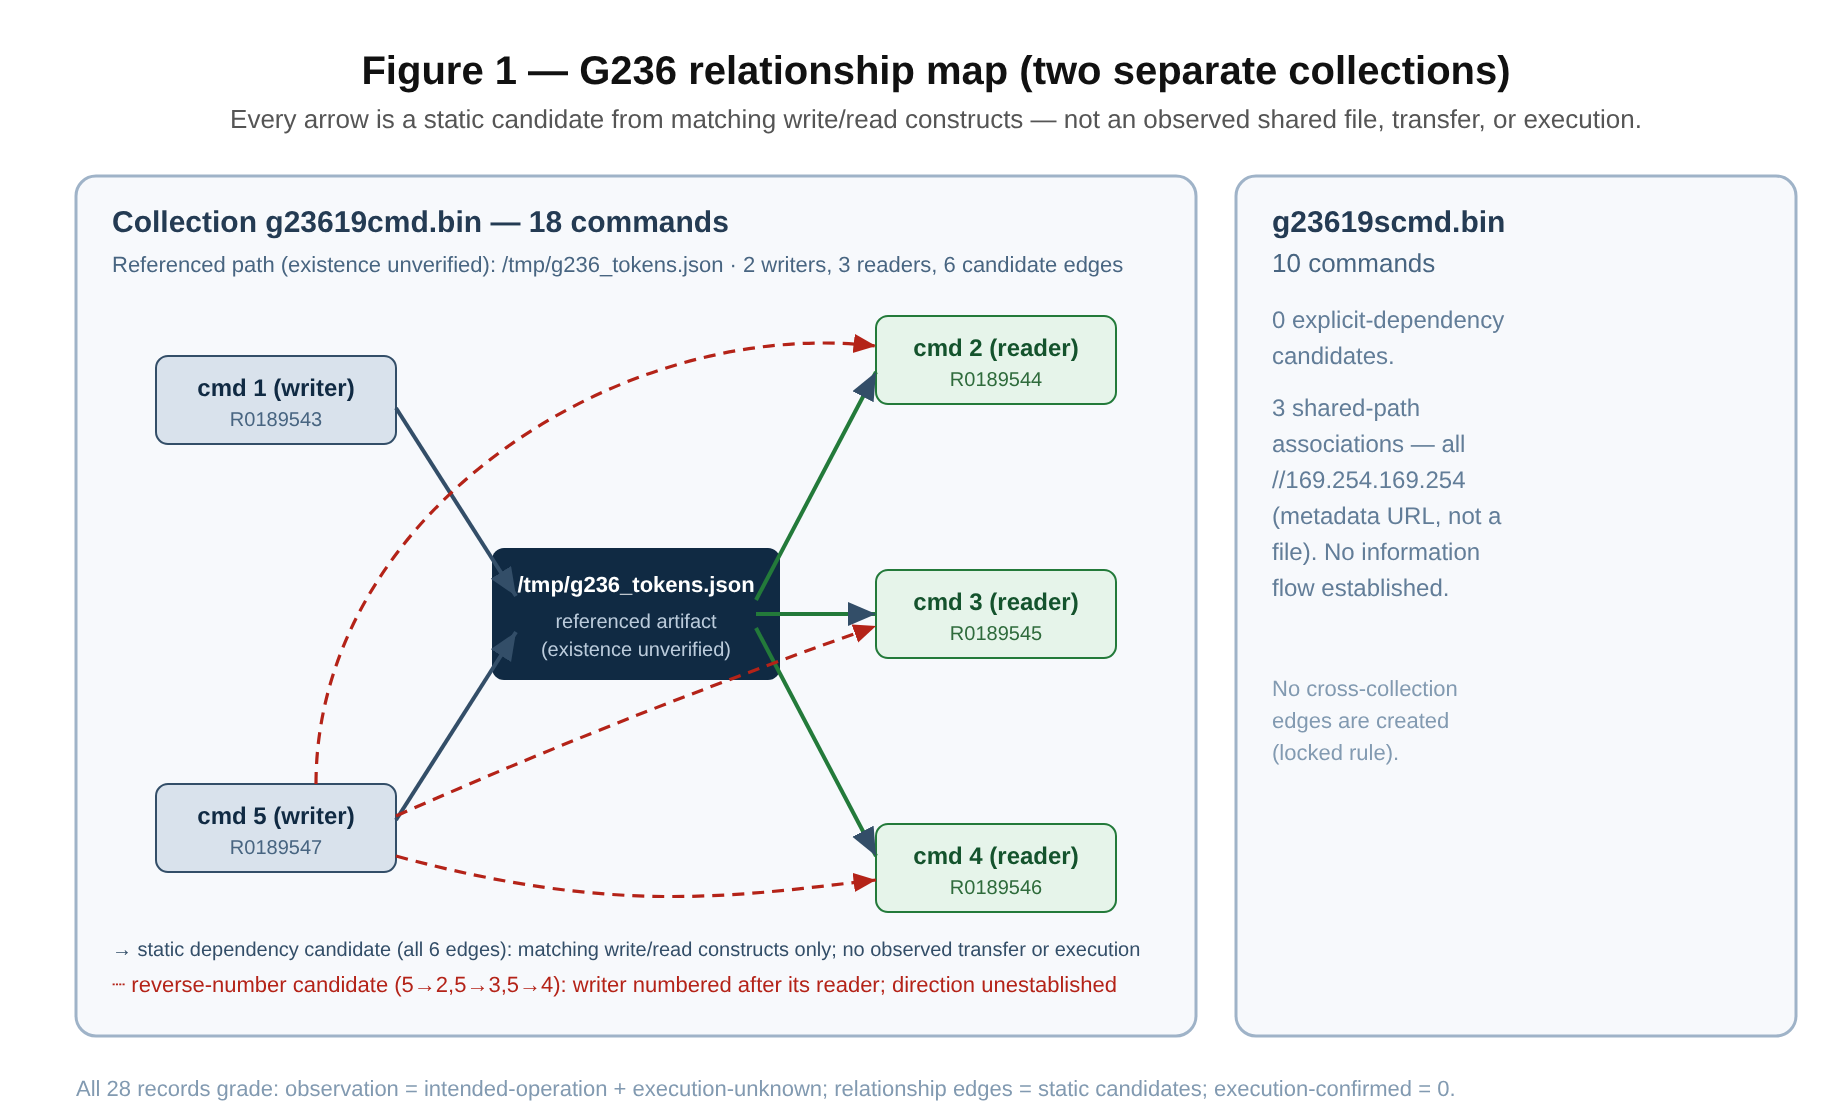 Figure 1 — G236 relationship map (two separate collections)
Every arrow is a static candidate from matching write/read constructs — not an observed shared file, transfer, or execution.
Collection g23619cmd.bin — 18 commands
Referenced path (existence unverified): /tmp/g236_tokens.json · 2 writers, 3 readers, 6 candidate edges
cmd 1 (writer)
R0189543
cmd 2 (reader)
R0189544
/tmp/g236_tokens.json
referenced artifact
(existence unverified)
cmd 3 (reader)
R0189545
cmd 5 (writer)
R0189547
cmd 4 (reader)
R0189546
→ static dependency candidate (all 6 edges): matching write/read constructs only; no observed transfer or execution
┈ reverse-number candidate (5→2,5→3,5→4): writer numbered after its reader; direction unestablished
g23619scmd.bin
10 commands
0 explicit-dependency
candidates.
3 shared-path
associations — all
//169.254.169.254
(metadata URL, not a
file). No information
flow established.
No cross-collection
edges are created
(locked rule).
All 28 records grade: observation = intended-operation + execution-unknown; relationship edges = static candidates; execution-confirmed = 0.